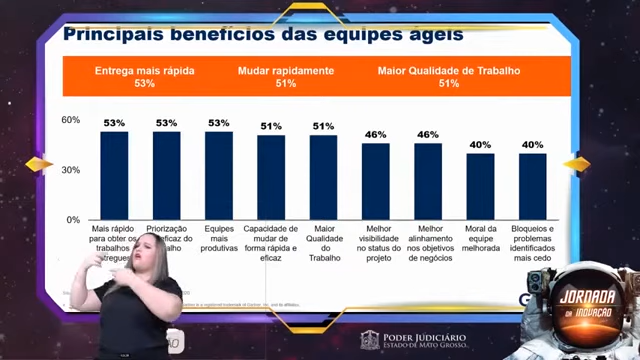 Principais benefícios das equipes ágeis
Entrega mais rápida
53%
Mudar rapidamente
51%
Maior Qualidade de Trabalho
51%
60%
30%
0%
53%
53%
53%
51%
51%
46%
46%
40%
40%
Mais rápido
para obter os
trabalhos
Priorização
Equipes
mais
produtivas
Capacidade de
mudar de
forma rápida e
eficaz
Maior
Qualidade
do
Trabalho
Melhor
visibilidade
no status do
projeto
Melhor
alinhamento
nos objetivos
de negócios
Moral da
equipe
melhorada
Bloqueios e
problemas
identificados
mais cedo
JORNADA
DA INOVAÇÃO
PODER JUDICIÁRIO
ESTADO DE MATO GROSSO